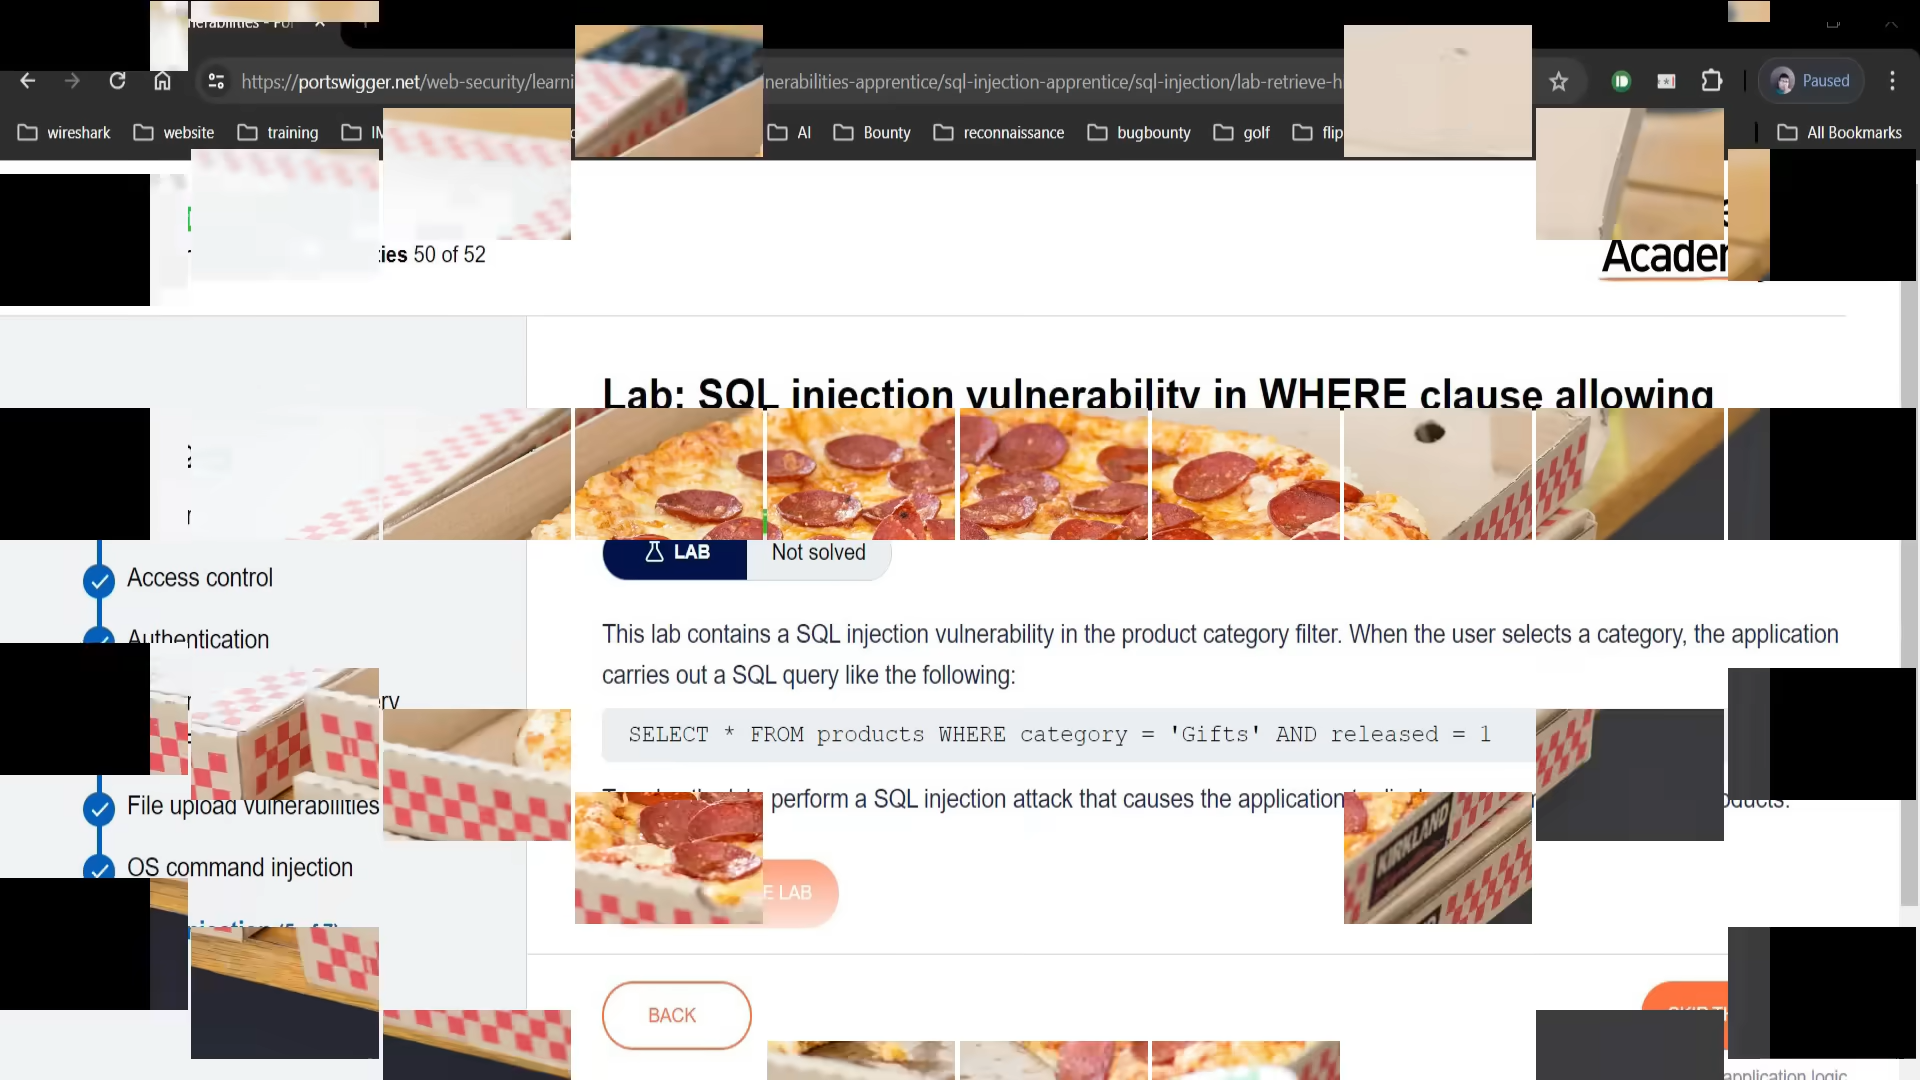 https://portswigger.net/web-security/learni nerabilities-apprentice/sql-injection-apprentice/sql-injection/lab-retrieve-h Paused
wireshark website training AI Bounty reconnaissance bugbounty golf flip All Bookmarks
ties 50 of 52
Acader
Lab: SQL injection vulnerability in WHERE clause allowing
LAB Not solved
Access control
Authentication
ry
File upload vulnerabilities
OS command injection
This lab contains a SQL injection vulnerability in the product category filter. When the user selects a category, the application
carries out a SQL query like the following:
SELECT * FROM products WHERE category = 'Gifts' AND released = 1
perform a SQL injection attack that causes the application
KIRKLAND
E LAB
BACK
application logic